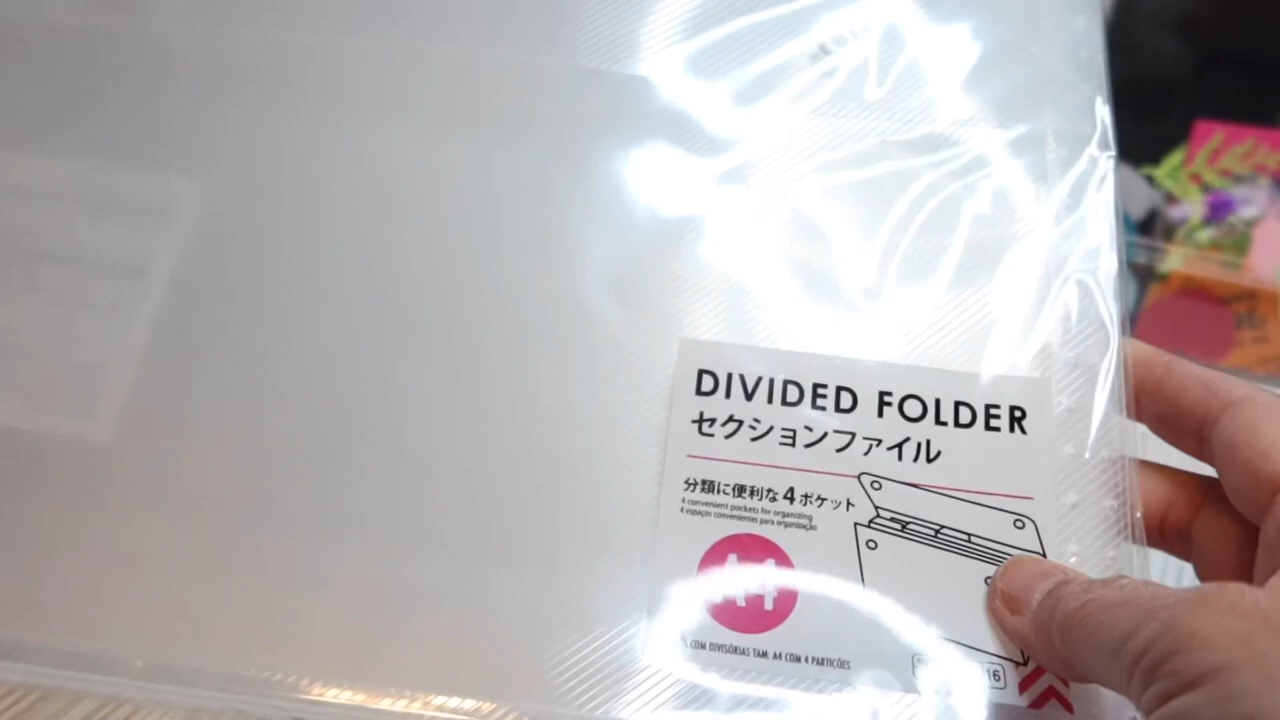 DIVIDED FOLDER
セクションファイル
分類に便利な4ポケット
4 convenient pockets for organizing
4 espaços convenientes para organização
A4
COM DIVISÓRIAS TAM: A4 COM 4 PARTIÇÕES
16